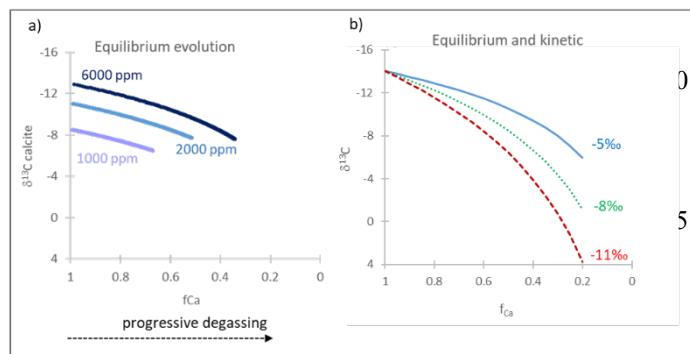 a)
Equilibrium evolution
-16
6000 ppm
-12
-8
2000 ppm
1000 ppm
-4
0
4
δ13C calcite
1 0.8 0.6 0.4 0.2 0
fCa
progressive degassing
b)
Equilibrium and kinetic
-16
-12
-8
-4
0
4
δ13C
-5‰
-8‰
-11‰
1 0.8 0.6 0.4 0.2 0
fCa
0
5